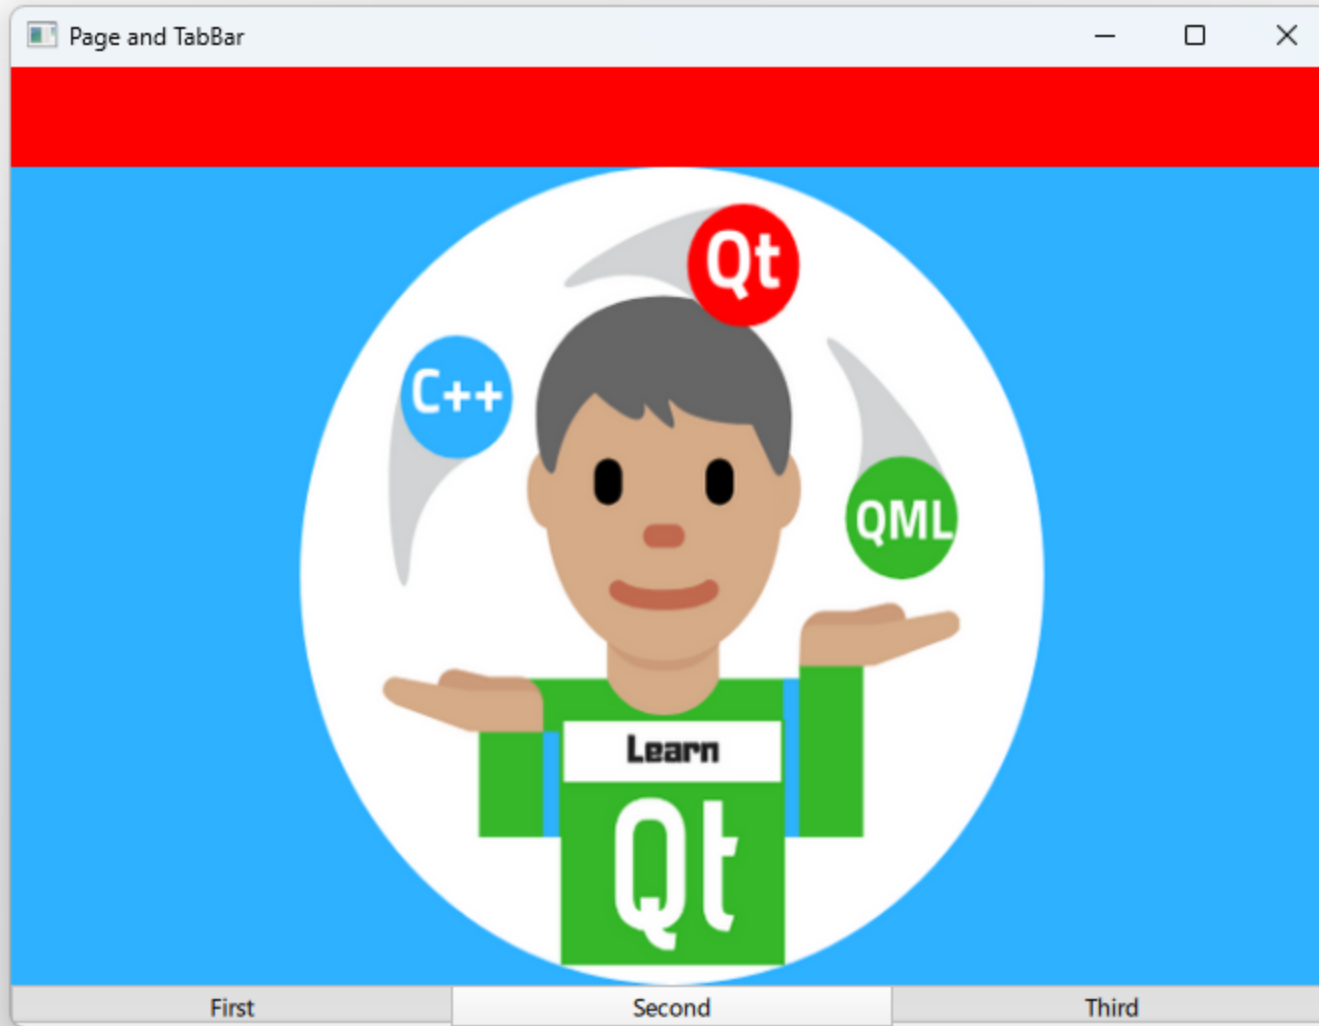 Page and TabBar
Qt
C++
QML
Learn
Qt
First Second Third